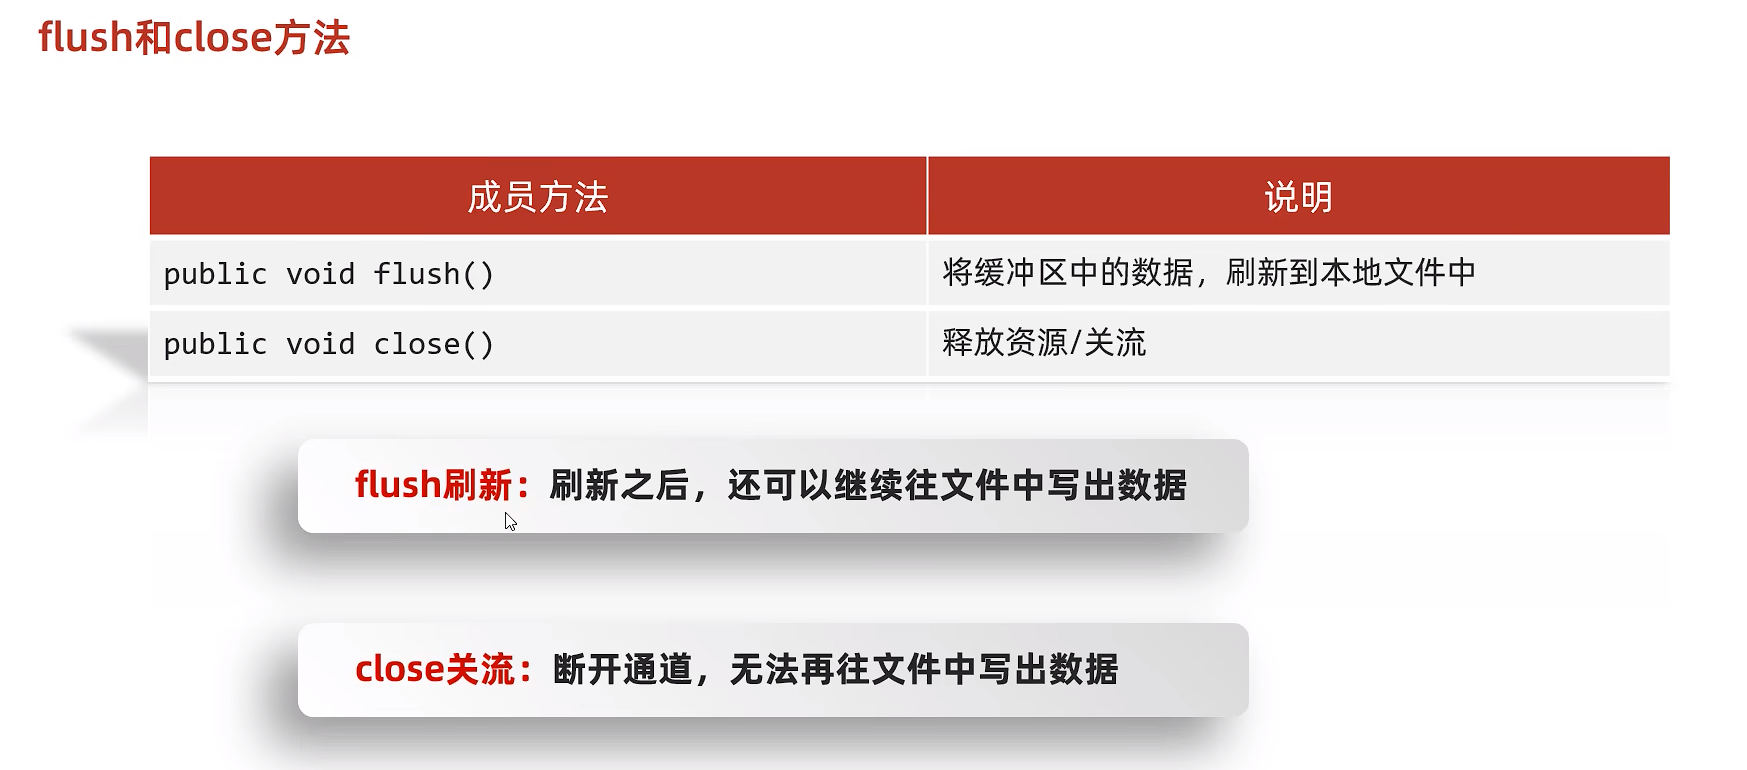 flush和close方法
成员方法 说明
public void flush() 将缓冲区中的数据，刷新到本地文件中
public void close() 释放资源/关流
flush刷新：刷新之后，还可以继续往文件中写出数据
close关流：断开通道，无法再往文件中写出数据